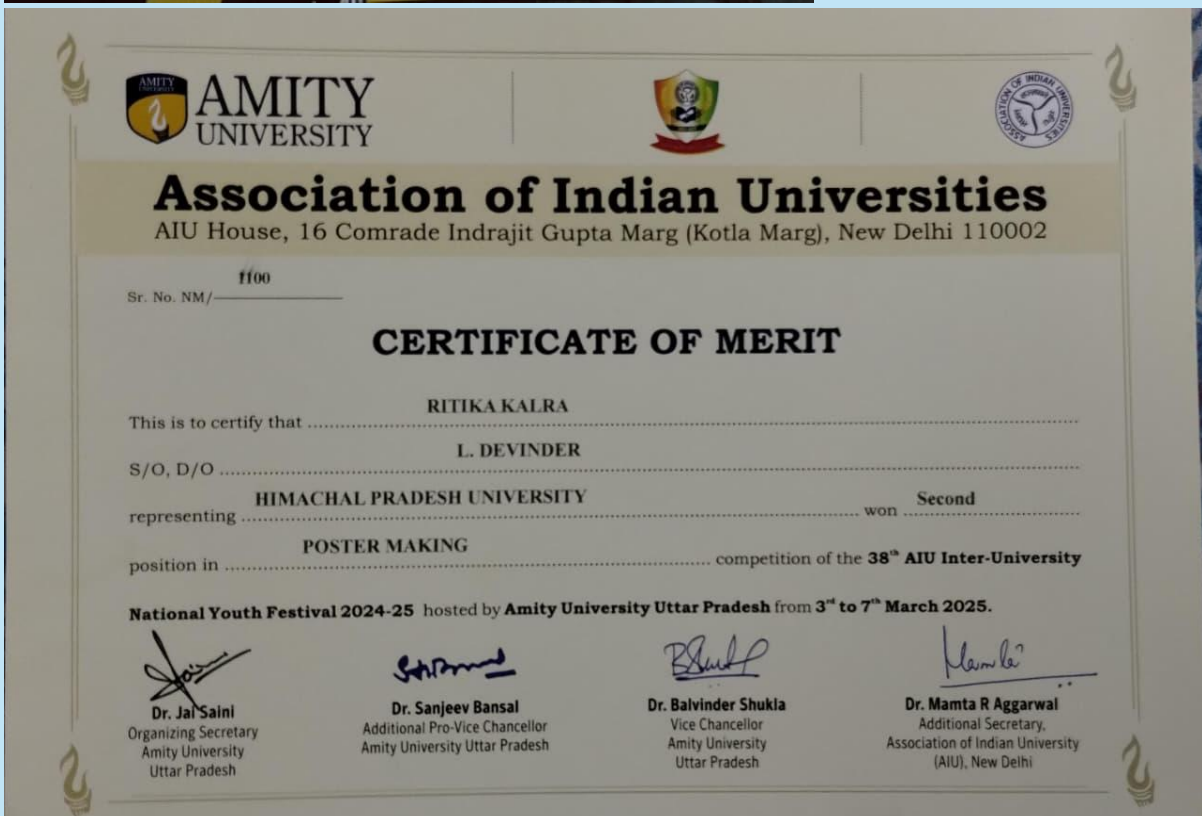 AMITY
UNIVERSITY
AMITY
UNIVERSITY
ASSOCIATION OF INDIAN UNIVERSITIES
Association of Indian Universities
AIU House, 16 Comrade Indrajit Gupta Marg (Kotla Marg), New Delhi 110002
1100
Sr. No. NM/
CERTIFICATE OF MERIT
RITIKA KALRA
This is to certify that
L. DEVINDER
S/O, D/O
HIMACHAL PRADESH UNIVERSITY Second
representing won
POSTER MAKING
position in competition of the 38th AIU Inter-University
National Youth Festival 2024-25 hosted by Amity University Uttar Pradesh from 3rd to 7th March 2025.
Dr. Jai Saini
Organizing Secretary
Amity University
Uttar Pradesh
Dr. Sanjeev Bansal
Additional Pro-Vice Chancellor
Amity University Uttar Pradesh
Dr. Balvinder Shukla
Vice Chancellor
Amity University
Uttar Pradesh
Dr. Mamta R Aggarwal
Additional Secretary,
Association of Indian University
(AIU), New Delhi